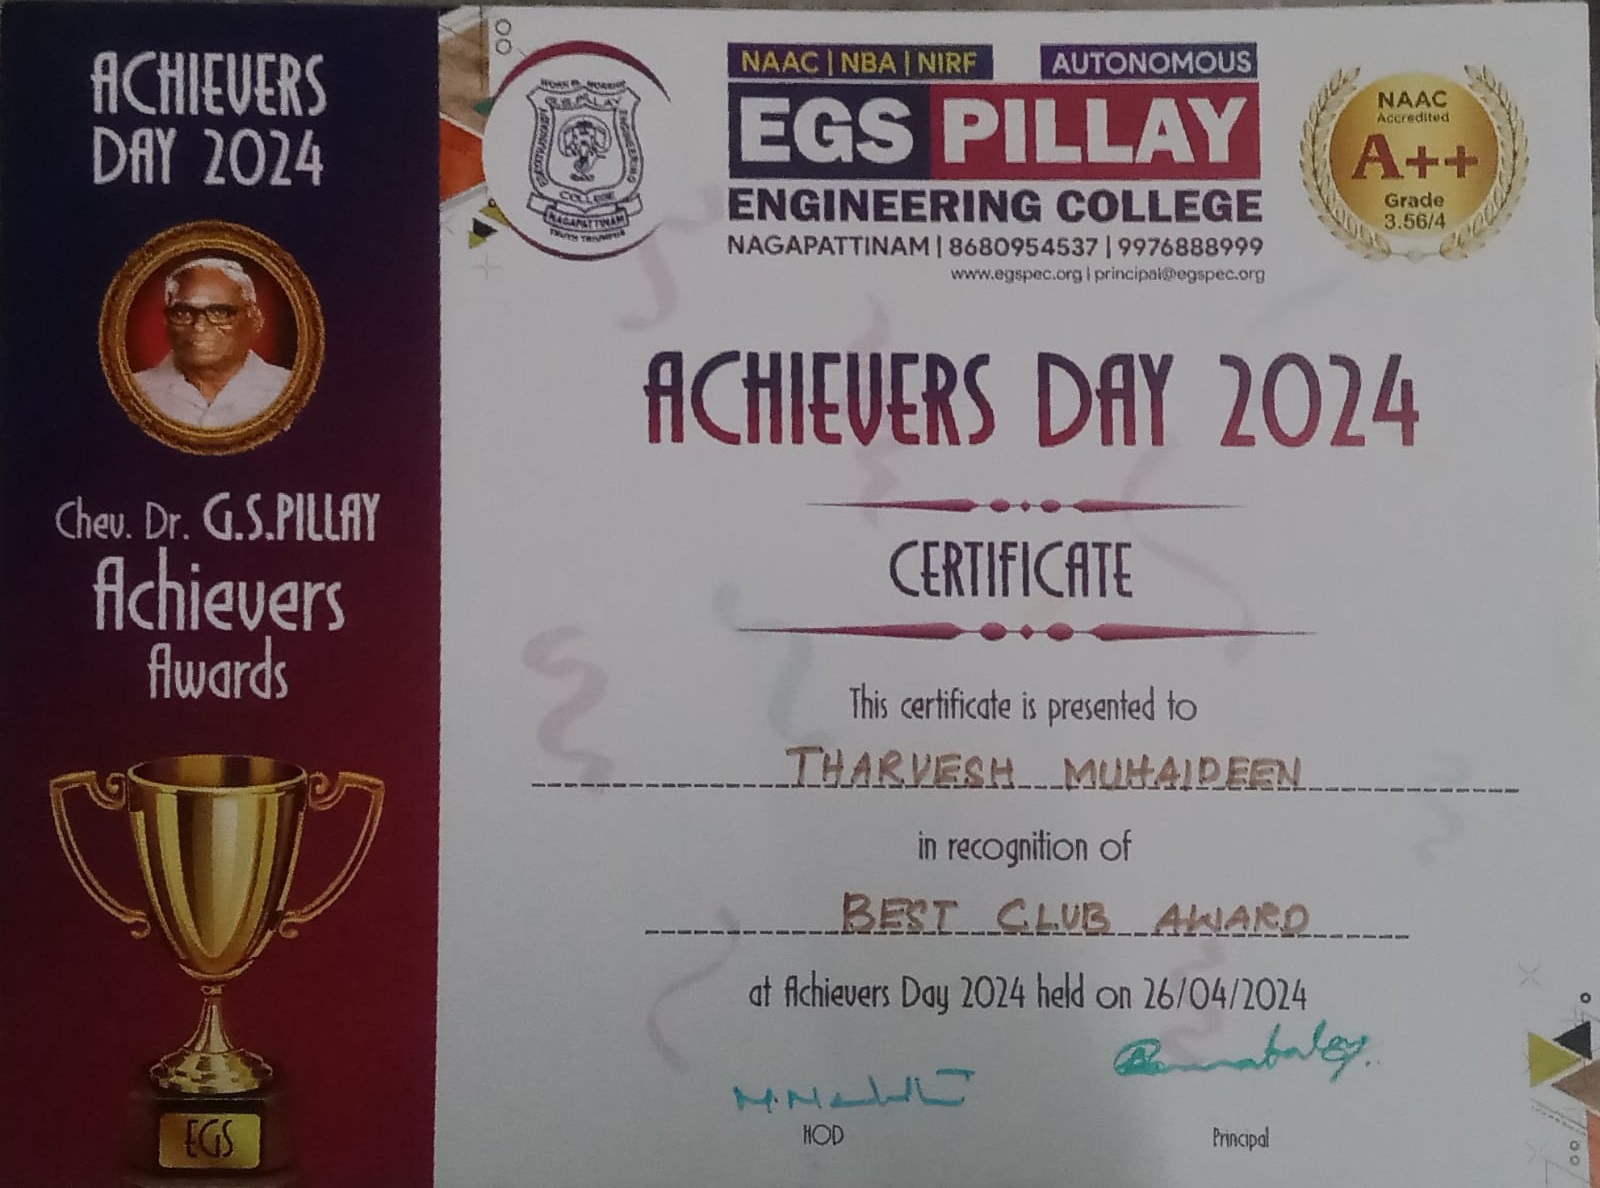 ACHIEVERS
DAY 2024
Chev. Dr. G.S.PILLAY
Achievers
Awards
EGS
NAAC | NBA | NIRF AUTONOMOUS
EGS PILLAY
ENGINEERING COLLEGE
NAGAPATTINAM | 8680954537 | 9976888999
www.egspec.org | principal@egspec.org
E.G.S. PILLAY
ENGINEERING
COLLEGE
NAGAPATTINAM
TRUTH TRIUMPHS
NAAC
Accredited
A++
Grade
3.56/4
ACHIEVERS DAY 2024
CERTIFICATE
This certificate is presented to
THARVESH MUHAIDEEN
in recognition of
BEST CLUB AWARD
at Achievers Day 2024 held on 26/04/2024
HOD
Principal